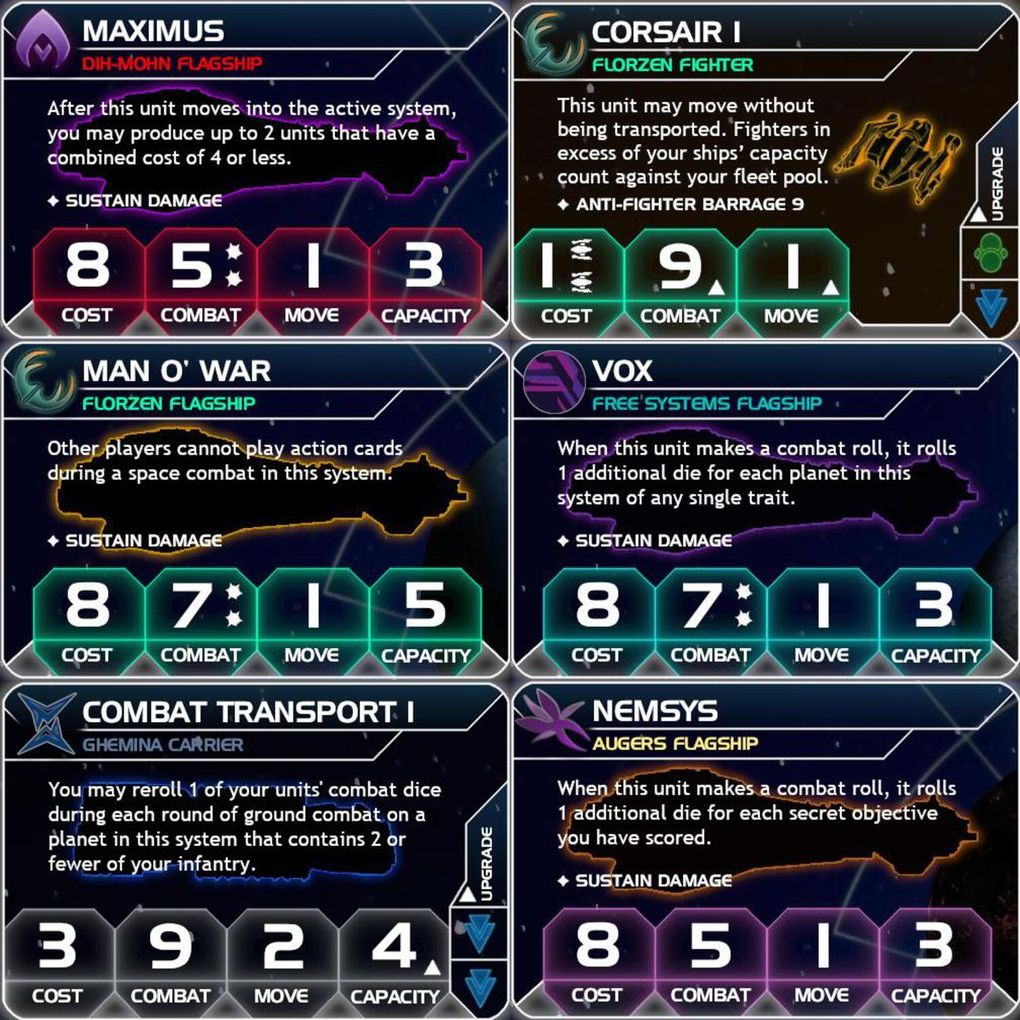 MAXIMUS
DIH-MOHN FLAGSHIP
After this unit moves into the active system,
you may produce up to 2 units that have a
combined cost of 4 or less.
SUSTAIN DAMAGE
8 5 1 3
COST COMBAT MOVE CAPACITY
CORSAIR I
FLORZEN FIGHTER
This unit may move without
being transported. Fighters in
excess of your ships' capacity
count against your fleet pool.
ANTI-FIGHTER BARRAGE 9
UPGRADE
1 9 1
COST COMBAT MOVE
MAN O' WAR
FLORZEN FLAGSHIP
Other players cannot play action cards
during a space combat in this system.
SUSTAIN DAMAGE
8 7 1 5
COST COMBAT MOVE CAPACITY
VOX
FREE SYSTEMS FLAGSHIP
When this unit makes a combat roll, it rolls
1 additional die for each planet in this
system of any single trait.
SUSTAIN DAMAGE
8 7 1 3
COST COMBAT MOVE CAPACITY
COMBAT TRANSPORT I
GHEMINA CARRIER
You may reroll 1 of your units' combat dice
during each round of ground combat on a
planet in this system that contains 2 or
fewer of your infantry.
UPGRADE
3 9 2 4
COST COMBAT MOVE CAPACITY
NEMSYS
AUGERS FLAGSHIP
When this unit makes a combat roll, it rolls
1 additional die for each secret objective
you have scored.
SUSTAIN DAMAGE
8 5 1 3
COST COMBAT MOVE CAPACITY